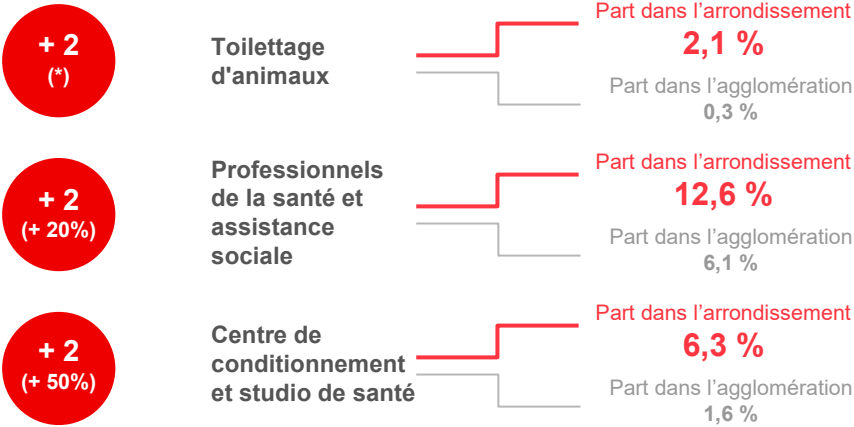 + 2
(*)
Toilettage
d'animaux
Part dans l’arrondissement
2,1 %
Part dans l’agglomération
0,3 %
+ 2
(+ 20%)
Professionnels
de la santé et
assistance
sociale
Part dans l’arrondissement
12,6 %
Part dans l’agglomération
6,1 %
+ 2
(+ 50%)
Centre de
conditionnement
et studio de santé
Part dans l’arrondissement
6,3 %
Part dans l’agglomération
1,6 %